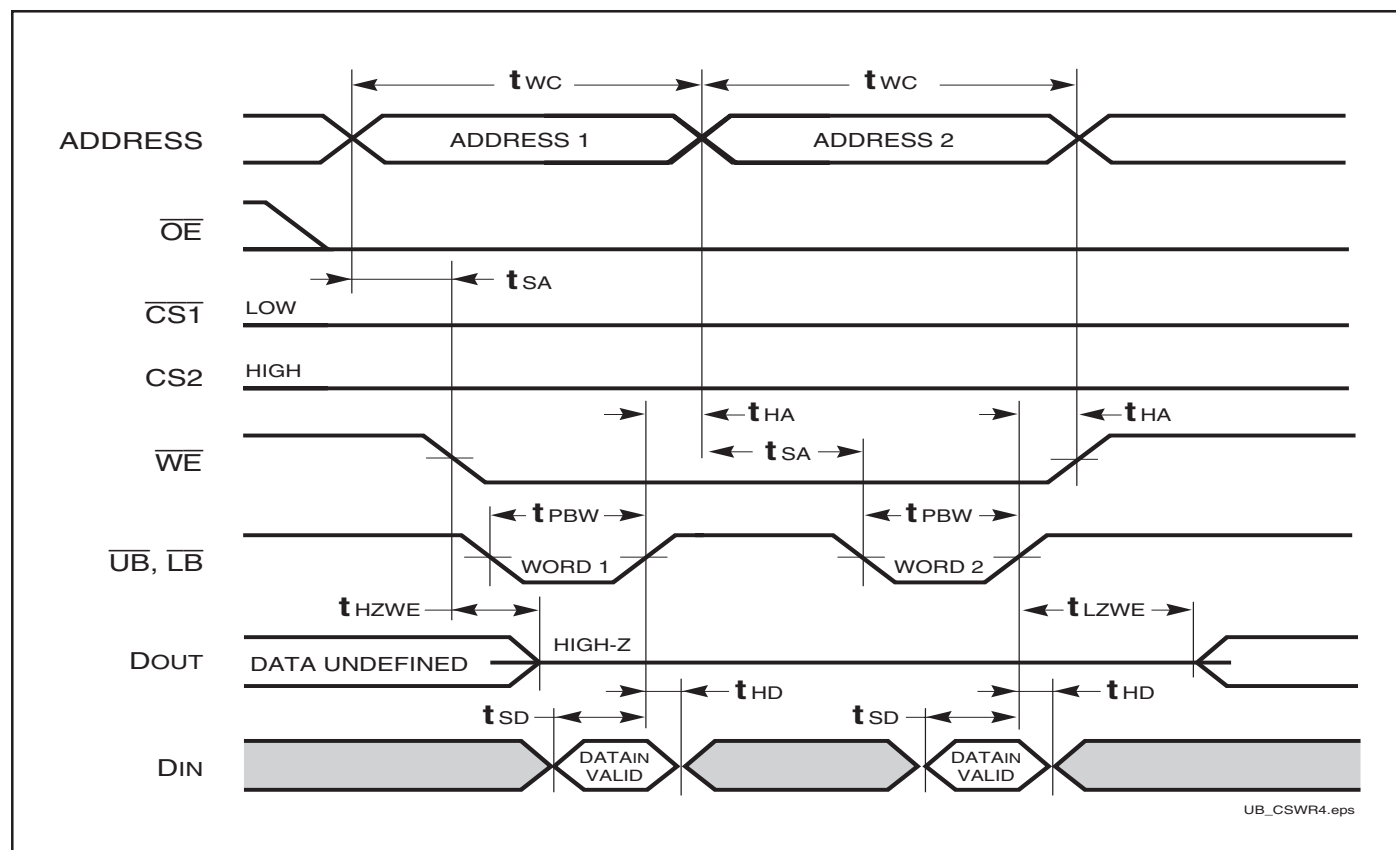 tWC tWC
ADDRESS ADDRESS 1 ADDRESS 2
OE
tSA
CS1 LOW
CS2 HIGH
tHA tHA
WE tSA
tPBW tPBW
UB, LB WORD 1 WORD 2
tHZWE tLZWE
DOUT DATA UNDEFINED HIGH-Z
tHD tHD
tSD tSD
DIN DATAIN VALID DATAIN VALID
UB_CSWR4.eps